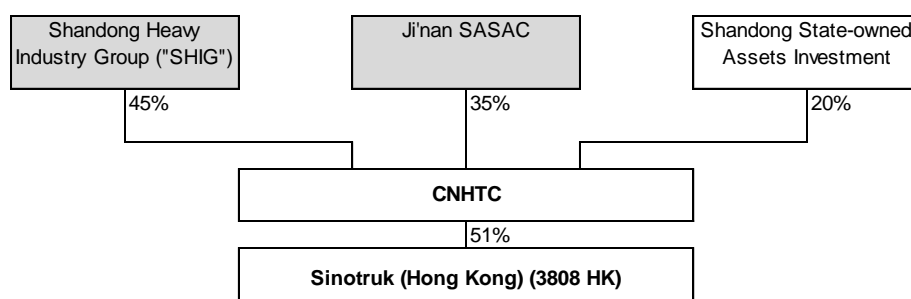 Shandong Heavy
Industry Group ("SHIG")
Ji'nan SASAC
Shandong State-owned
Assets Investment
45%
35%
20%
CNHTC
51%
Sinotruk (Hong Kong) (3808 HK)